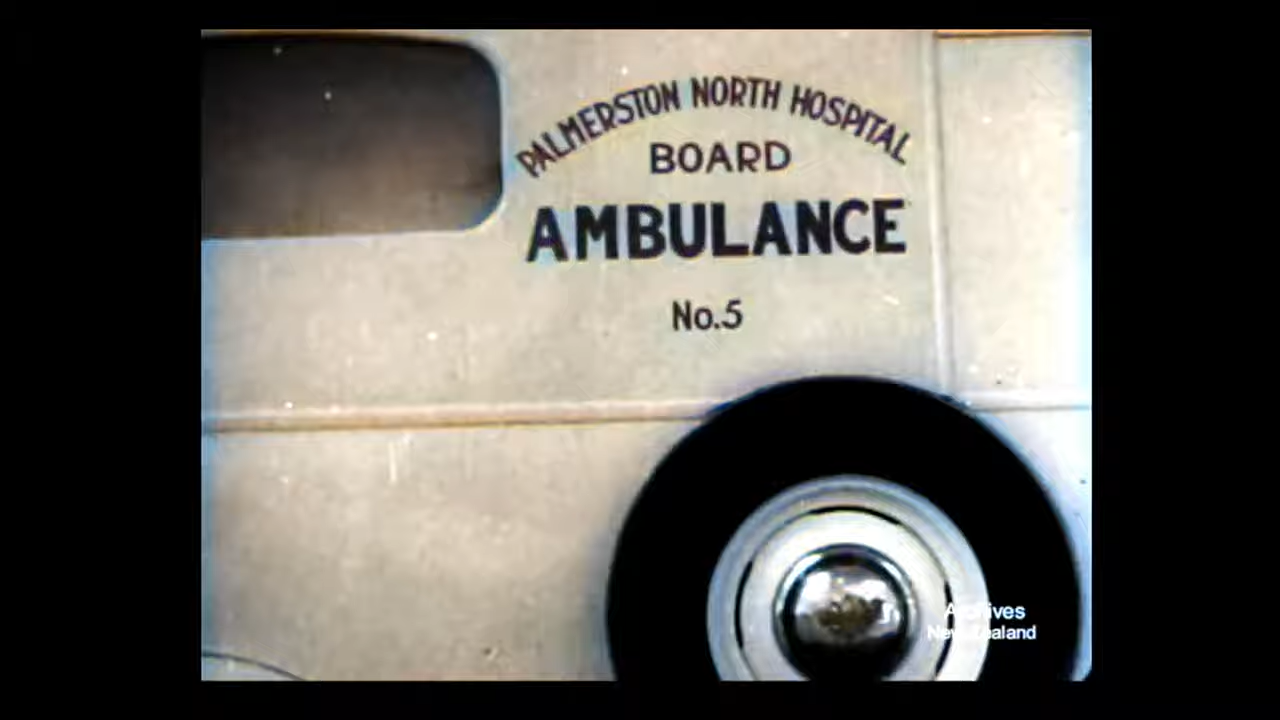 PALMERSTON NORTH HOSPITAL
BOARD
AMBULANCE
No.5
Archives
New Zealand